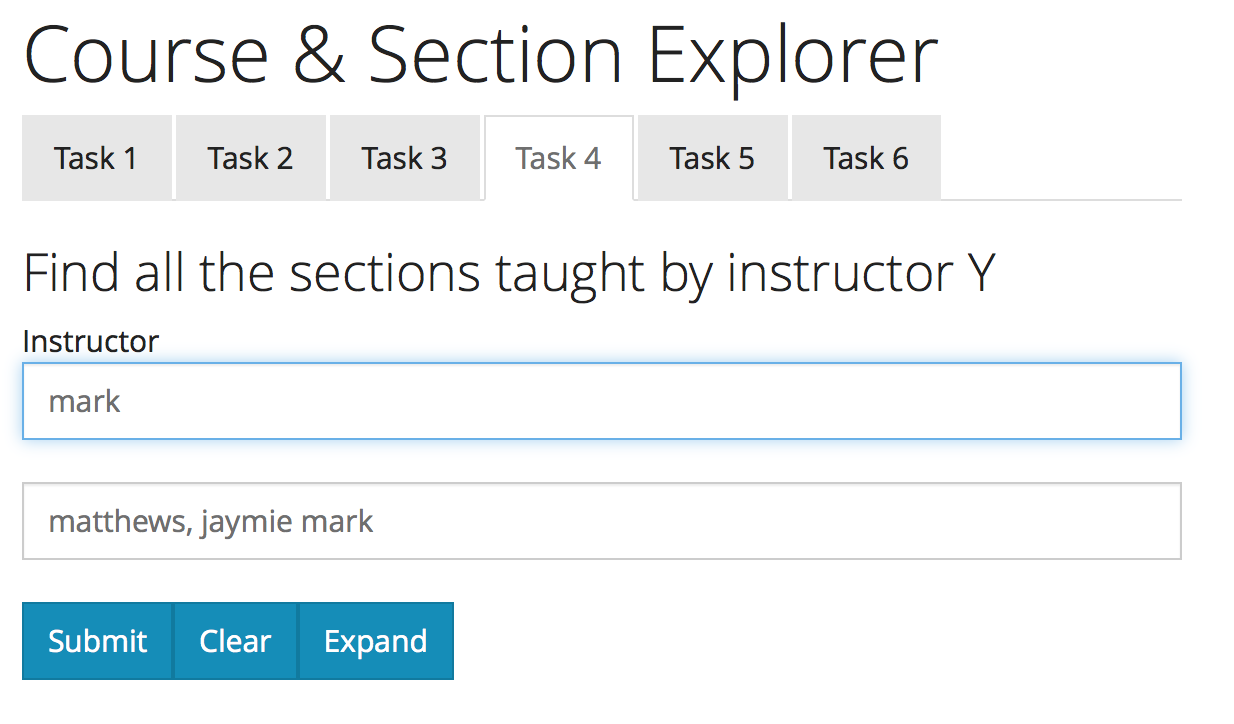 Course & Section Explorer
Task 1 Task 2 Task 3 Task 4 Task 5 Task 6
Find all the sections taught by instructor Y
Instructor
mark
matthews, jaymie mark
Submit Clear Expand